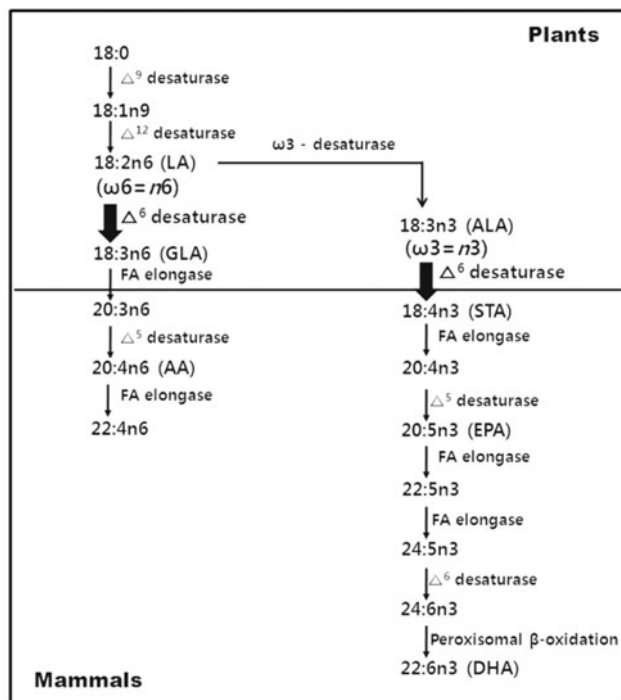 Plants
18:0
△⁹ desaturase
18:1n9
△¹² desaturase
18:2n6 (LA)
(ω6=n6)
ω3 - desaturase
△⁶ desaturase
18:3n6 (GLA)
FA elongase
20:3n6
△⁵ desaturase
20:4n6 (AA)
FA elongase
22:4n6
18:3n3 (ALA)
(ω3=n3)
△⁶ desaturase
18:4n3 (STA)
FA elongase
20:4n3
△⁵ desaturase
20:5n3 (EPA)
FA elongase
22:5n3
FA elongase
24:5n3
△⁶ desaturase
24:6n3
Peroxisomal β-oxidation
22:6n3 (DHA)
Mammals